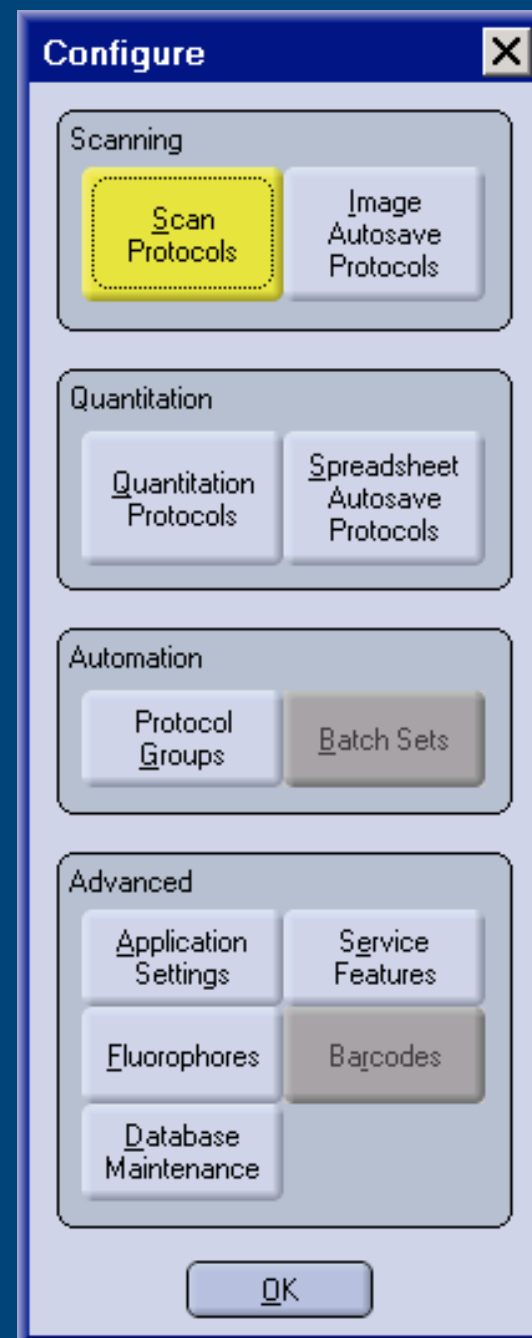 Configure
Scanning
Scan
Protocols
Image
Autosave
Protocols
Quantitation
Quantitation
Protocols
Spreadsheet
Autosave
Protocols
Automation
Protocol
Groups
Batch Sets
Advanced
Application
Settings
Service
Features
Fluorophores
Barcodes
Database
Maintenance
OK